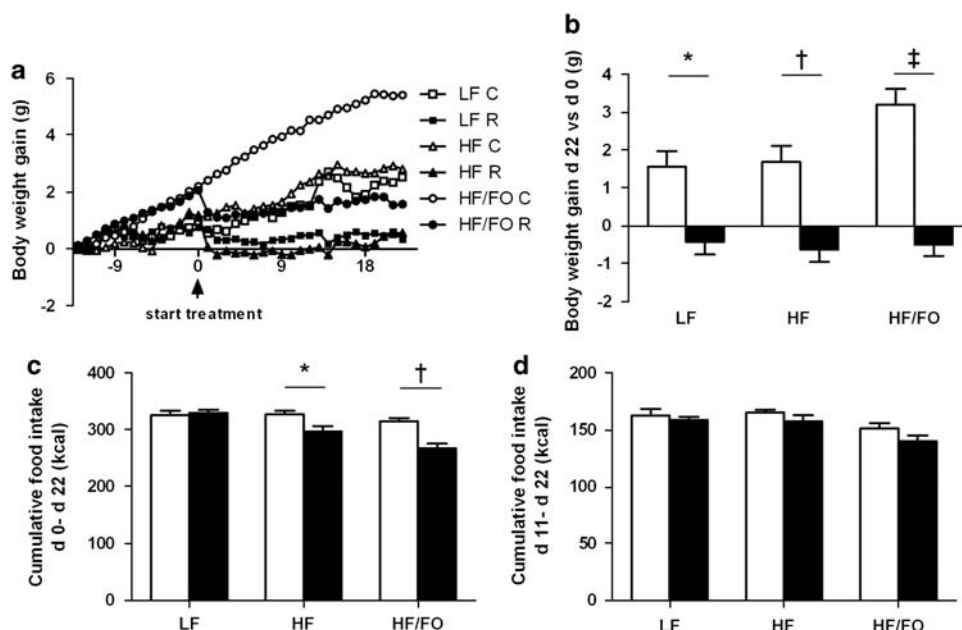 a
Body weight gain (g)
6
4
2
0
-2
-9
0
9
18
start treatment
LF C
LF R
HF C
HF R
HF/FO C
HF/FO R
b
Body weight gain d 22 vs d 0 (g)
4
3
2
1
0
-1
-2
*
†
‡
LF
HF
HF/FO
c
Cumulative food intake
d 0- d 22 (kcal)
400
300
200
100
0
*
†
LF
HF
HF/FO
d
Cumulative food intake
d 11- d 22 (kcal)
200
150
100
50
0
LF
HF
HF/FO